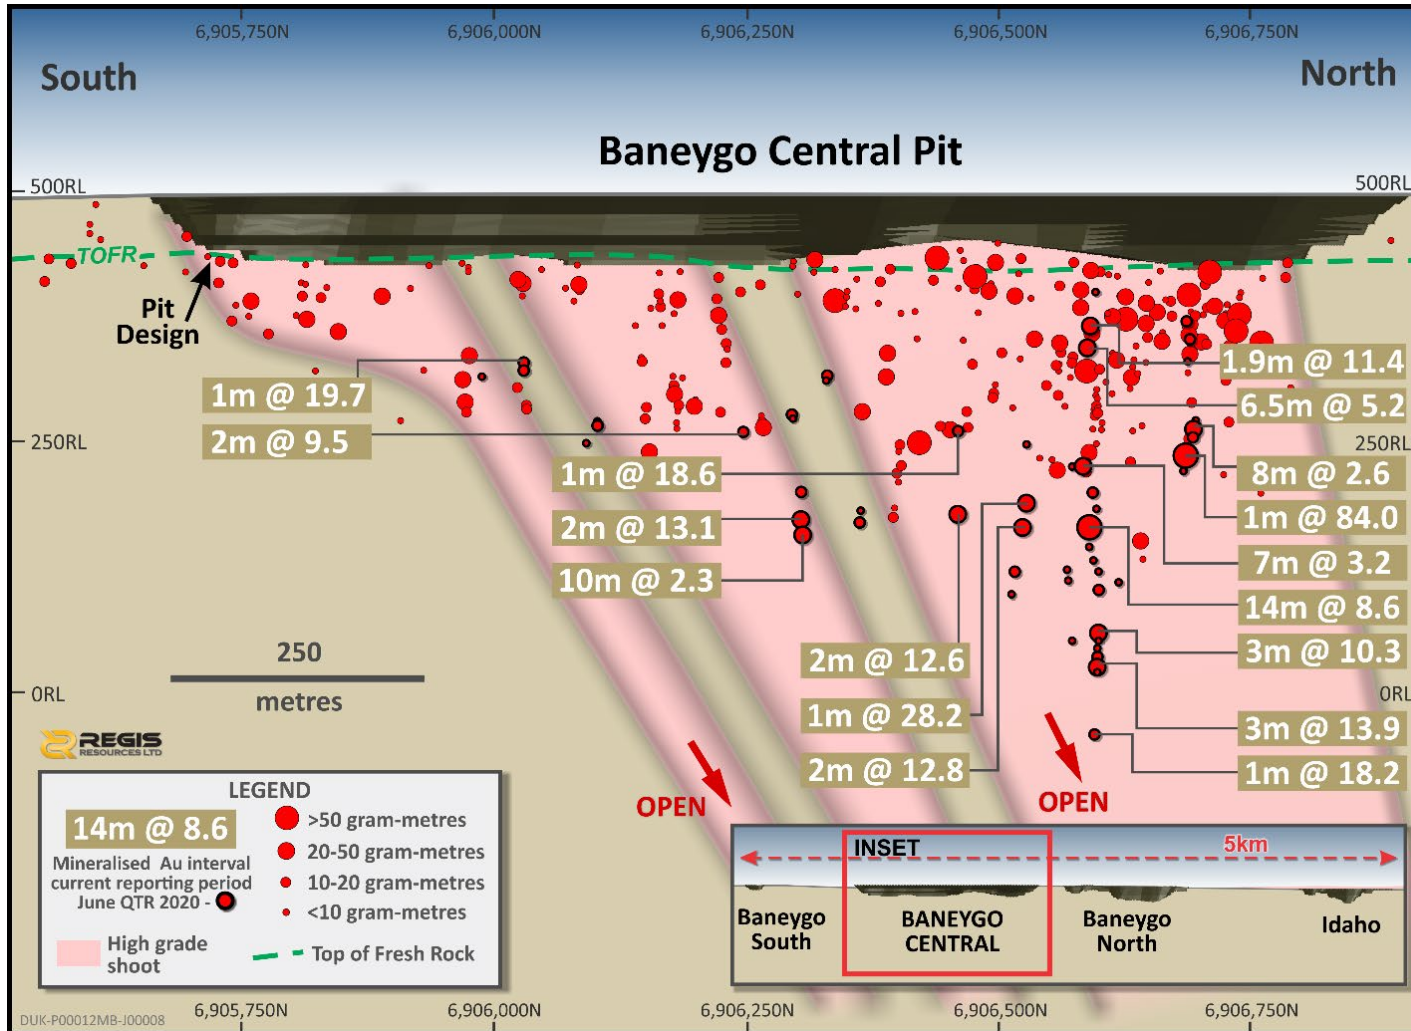 6,905,750N 6,906,000N 6,906,250N 6,906,500N 6,906,750N
South North
Baneygo Central Pit
500RL 500RL
TOFR
Pit
Design
1m @ 19.7
2m @ 9.5
1.9m @ 11.4
6.5m @ 5.2
250RL 250RL
1m @ 18.6
8m @ 2.6
2m @ 13.1
1m @ 84.0
10m @ 2.3
7m @ 3.2
14m @ 8.6
250
metres
2m @ 12.6
3m @ 10.3
0RL 0RL
1m @ 28.2
3m @ 13.9
2m @ 12.8
1m @ 18.2
REGIS
RESOURCES LTD
OPEN
OPEN
LEGEND
14m @ 8.6
Mineralised Au interval
current reporting period
June QTR 2020 -
>50 gram-metres
20-50 gram-metres
10-20 gram-metres
<10 gram-metres
High grade
shoot
Top of Fresh Rock
INSET
5km
Baneygo
South
BANEYGO
CENTRAL
Baneygo
North
Idaho
DUK-P00012MB-J00008
6,905,750N 6,906,000N 6,906,250N 6,906,500N 6,906,750N